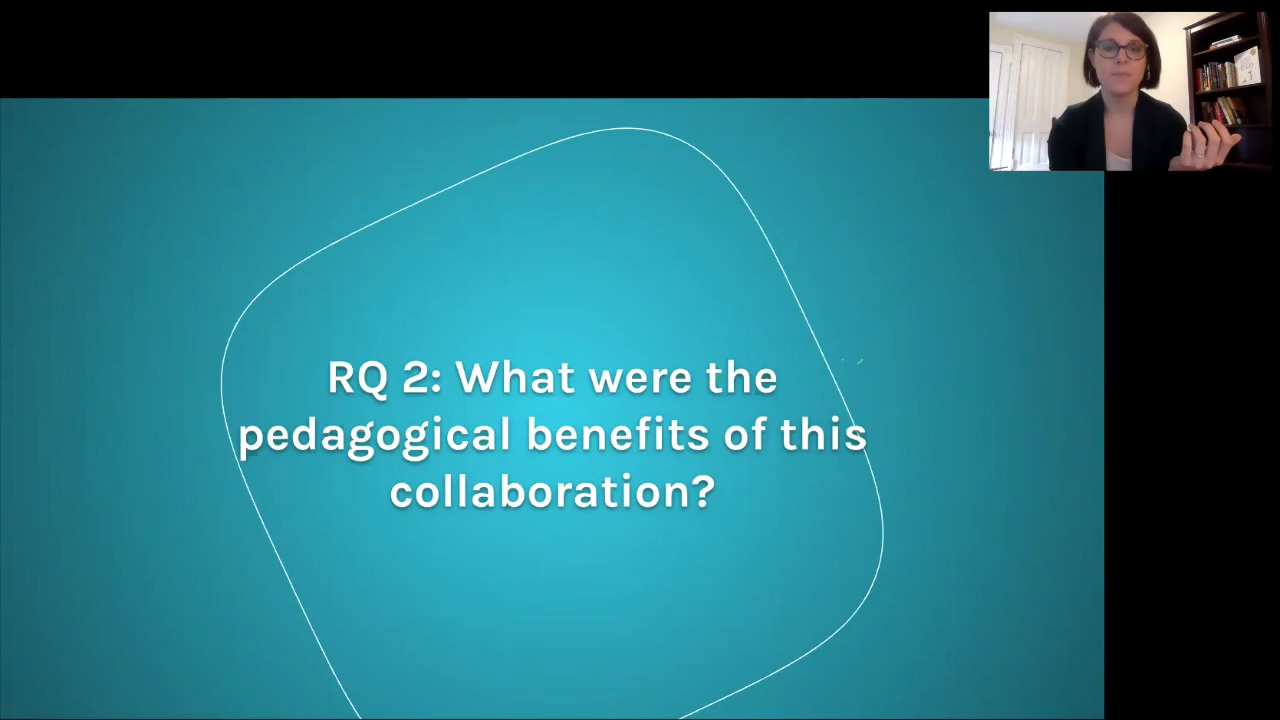 RQ 2: What were the
pedagogical benefits of this
collaboration?